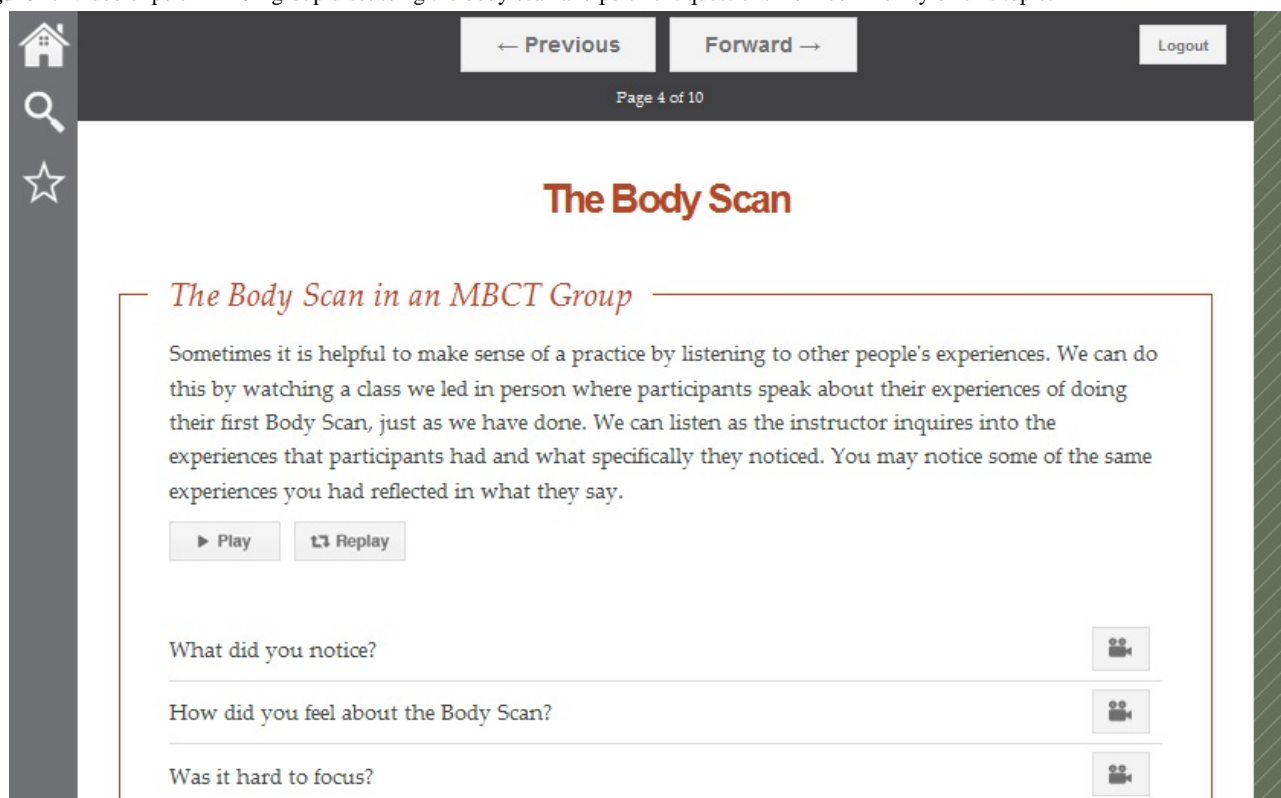 ← Previous
Forward →
Logout
Page 4 of 10
The Body Scan
The Body Scan in an MBCT Group
Sometimes it is helpful to make sense of a practice by listening to other people's experiences. We can do
this by watching a class we led in person where participants speak about their experiences of doing
their first Body Scan, just as we have done. We can listen as the instructor inquires into the
experiences that participants had and what specifically they noticed. You may notice some of the same
experiences you had reflected in what they say.
Play
Replay
What did you notice?
How did you feel about the Body Scan?
Was it hard to focus?